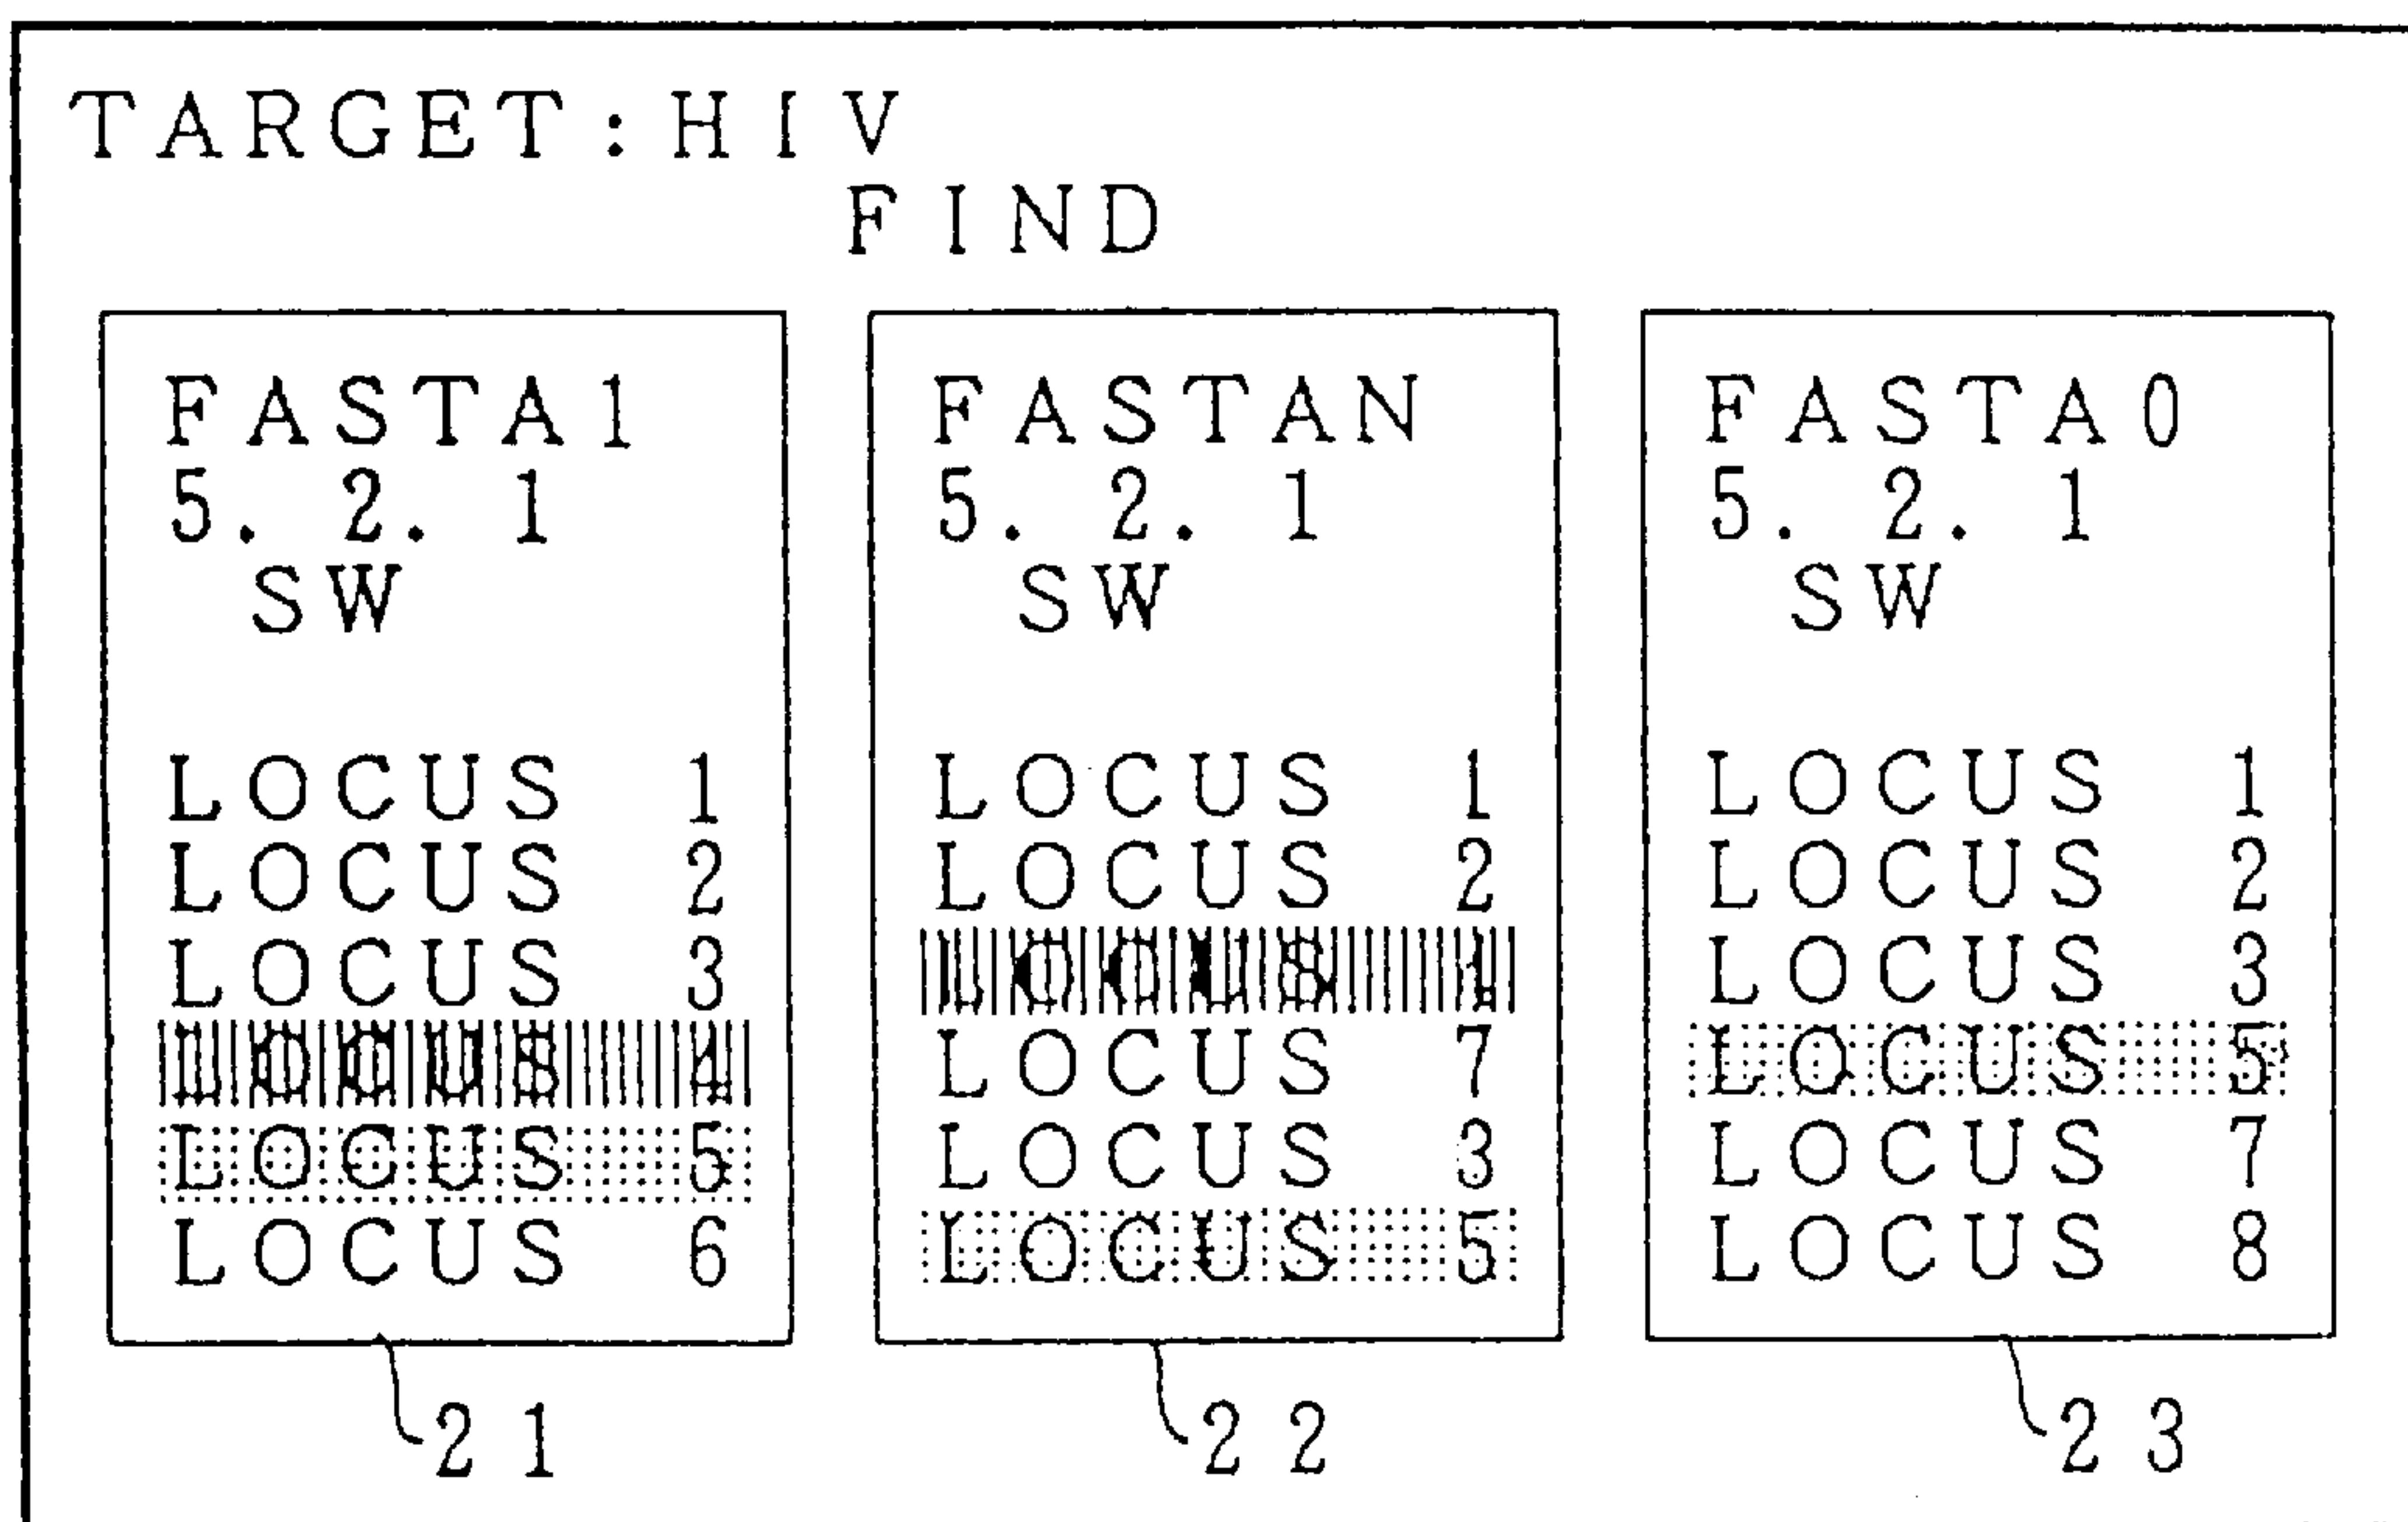 TARGET:HIV
FIND
FASTA1
5. 2. 1
SW
LOCUS 1
LOCUS 2
LOCUS 3
LOCUS 4
LOCUS 5
LOCUS 6
21
FASTAN
5. 2. 1
SW
LOCUS 1
LOCUS 2
LOCUS
LOCUS 7
LOCUS 3
LOCUS 5
22
FASTA0
5. 2. 1
SW
LOCUS 1
LOCUS 2
LOCUS 3
LOCUS 5
LOCUS 7
LOCUS 8
23